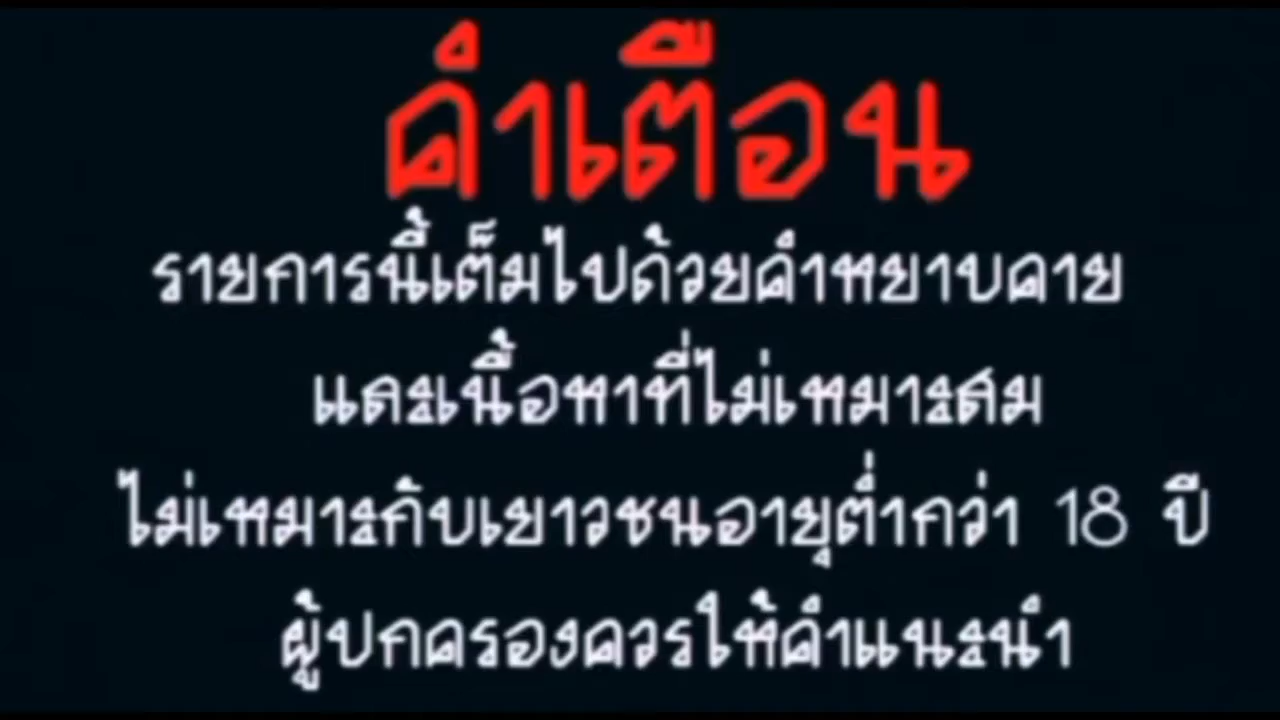 คำเตือน
รายการนี้เต็มไปด้วยคำหยาบคาย
และเนื้อหาที่ไม่เหมาะสม
ไม่เหมาะกับเยาวชนอายุต่ำกว่า 18 ปี
ผู้ปกครองควรให้คำแนะนำ